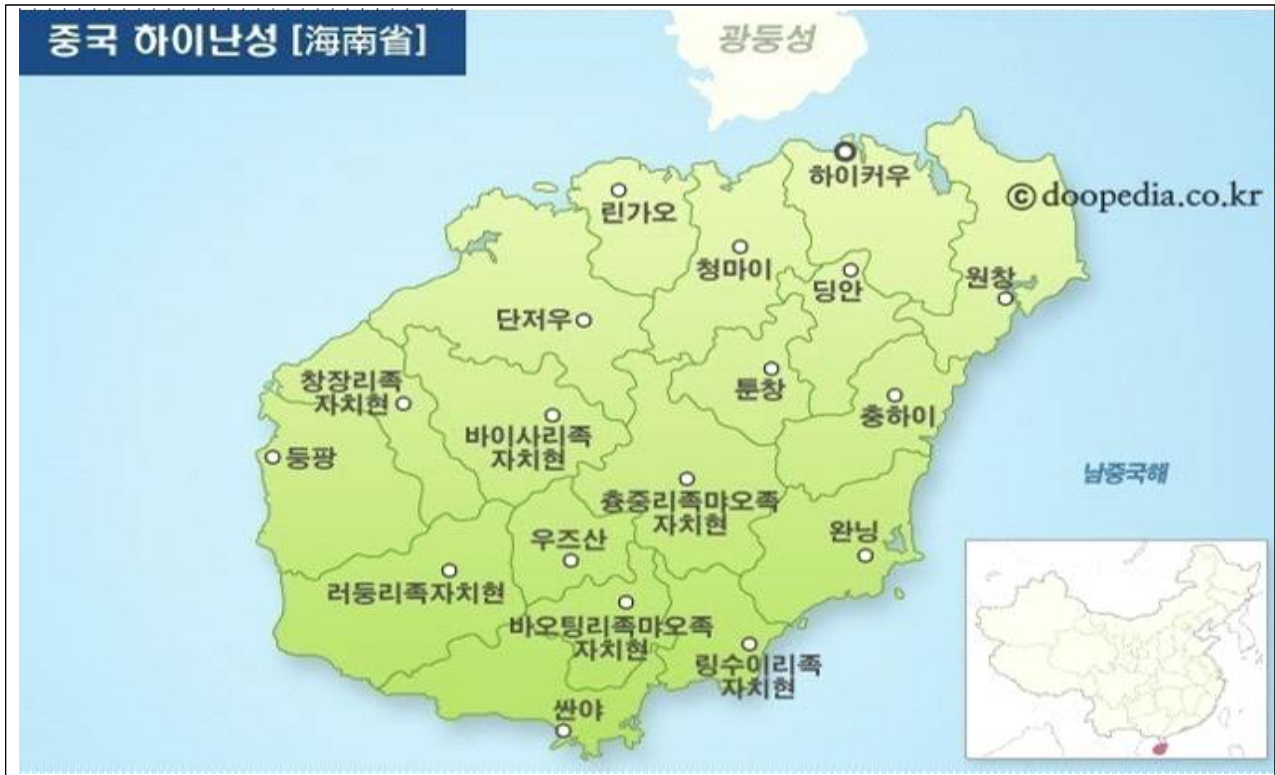 중국 하이난성 [海南省]
광둥성
하이커우
© doopedia.co.kr
린가오
청마이
딩안
원창
단저우
창장리족
자치현
툰창
충하이
바이사리족
자치현
둥팡
남중국해
흉중리족먀오족
자치현
완닝
우즈산
러둥리족자치현
바오팅리족먀오족
자치현
링수이리족
자치현
싼야